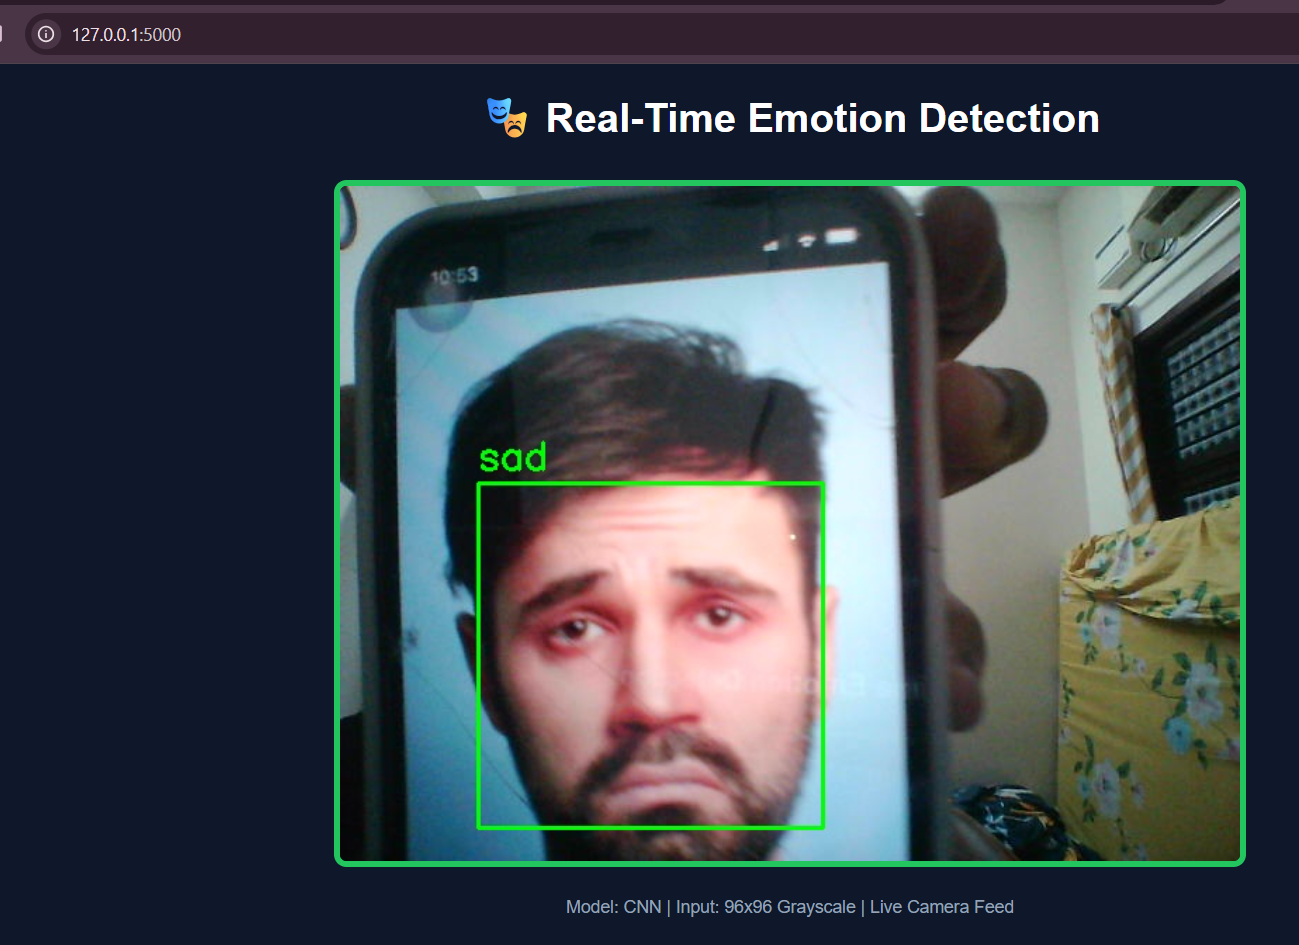 127.0.0.1:5000
🎭 Real-Time Emotion Detection
10:53
sad
Model: CNN | Input: 96x96 Grayscale | Live Camera Feed